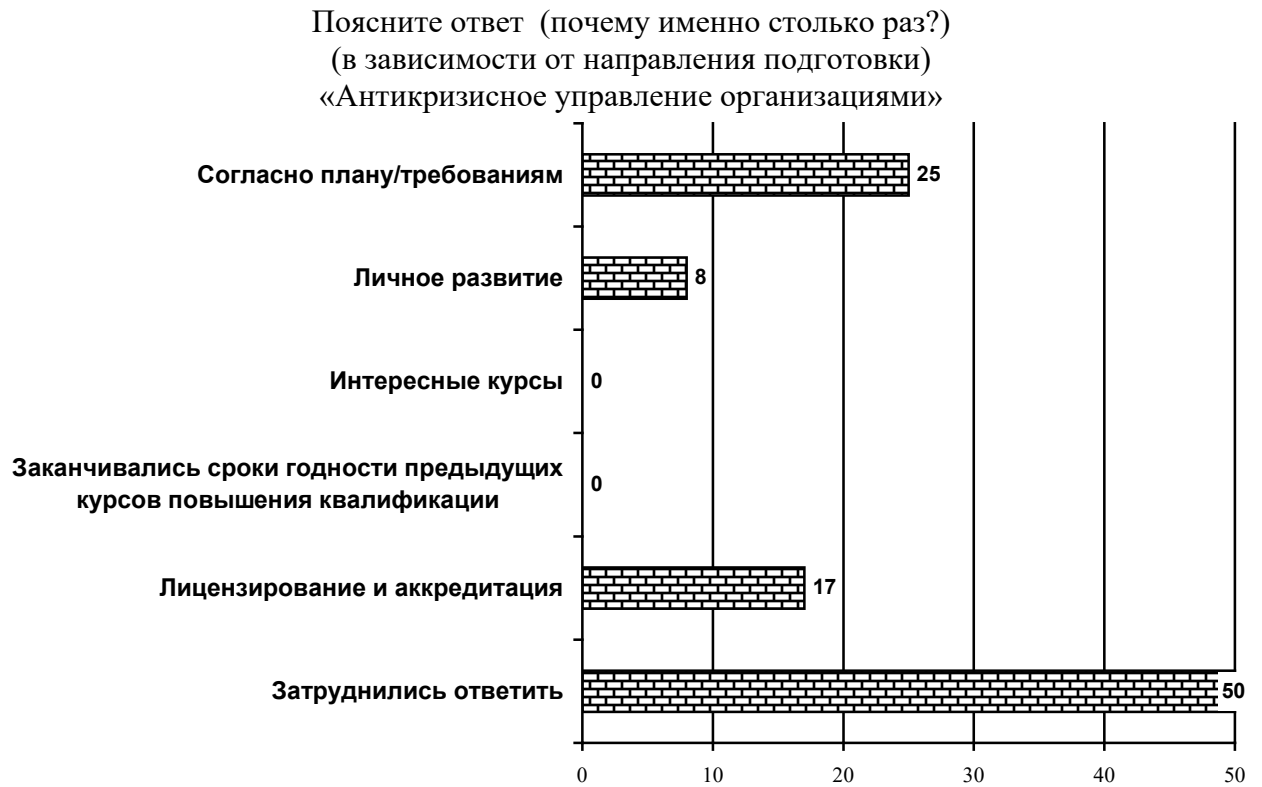 Поясните ответ (почему именно столько раз?)
(в зависимости от направления подготовки)
«Антикризисное управление организациями»
Согласно плану/требованиям
25
Личное развитие
8
Интересные курсы
0
Заканчивались сроки годности предыдущих
курсов повышения квалификации
0
Лицензирование и аккредитация
17
Затруднились ответить
50
0 10 20 30 40 50